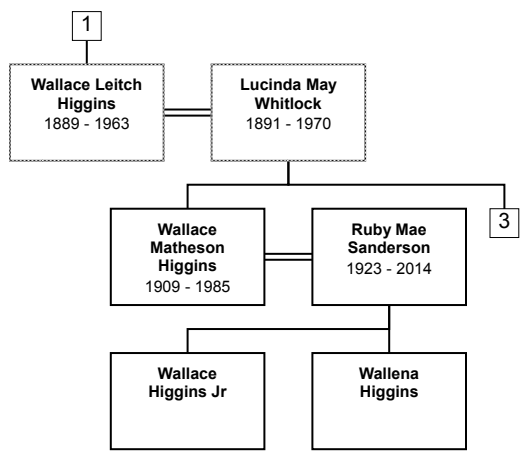 1
Wallace Leitch
Higgins
1889 - 1963
Lucinda May
Whitlock
1891 - 1970
Wallace
Matheson
Higgins
1909 - 1985
Ruby Mae
Sanderson
1923 - 2014
3
Wallace
Higgins Jr
Wallena
Higgins